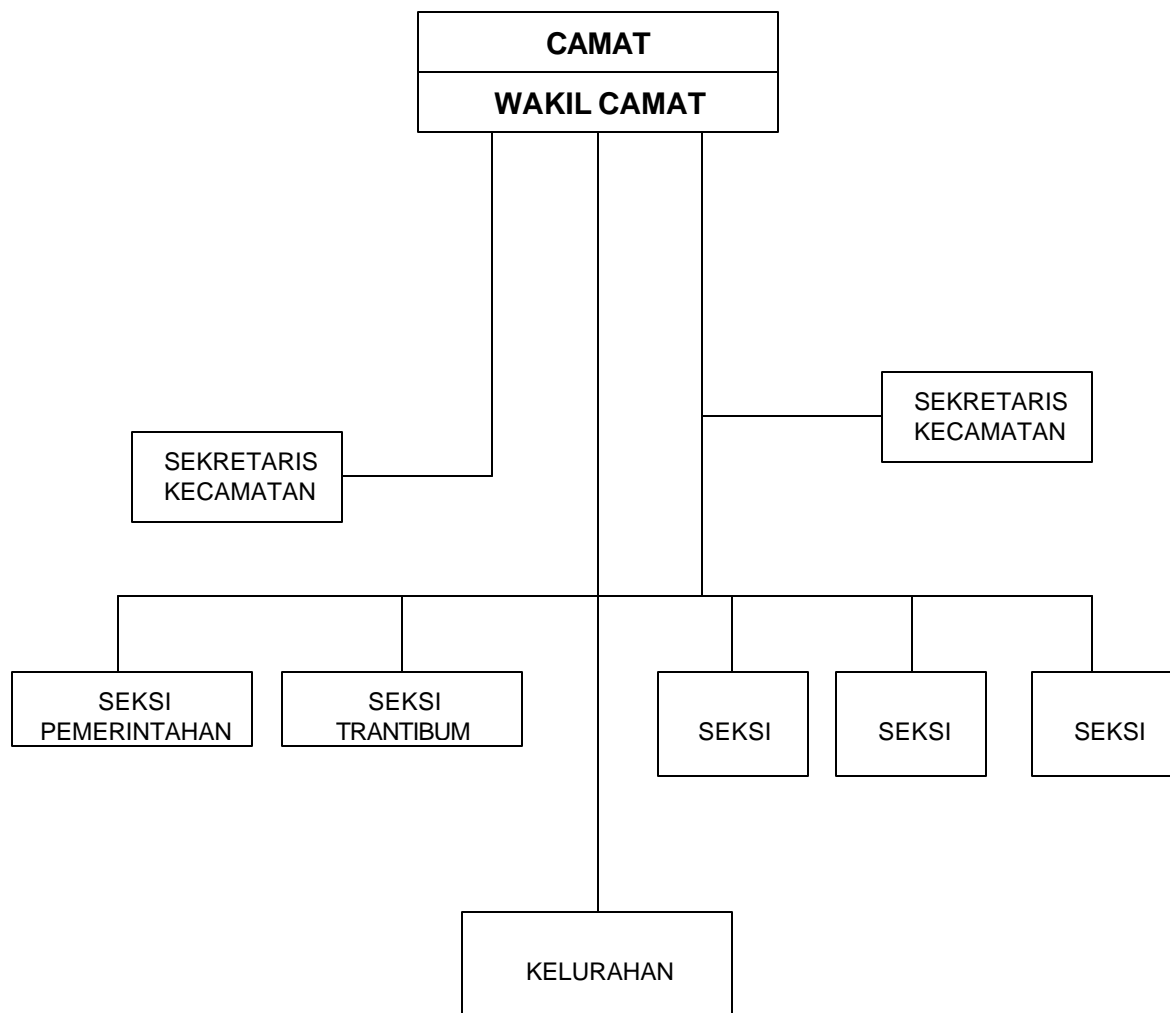 CAMAT
WAKIL CAMAT
SEKRETARIS
KECAMATAN
SEKRETARIS
KECAMATAN
SEKSI
PEMERINTAHAN
SEKSI
TRANTIBUM
SEKSI
SEKSI
SEKSI
KELURAHAN